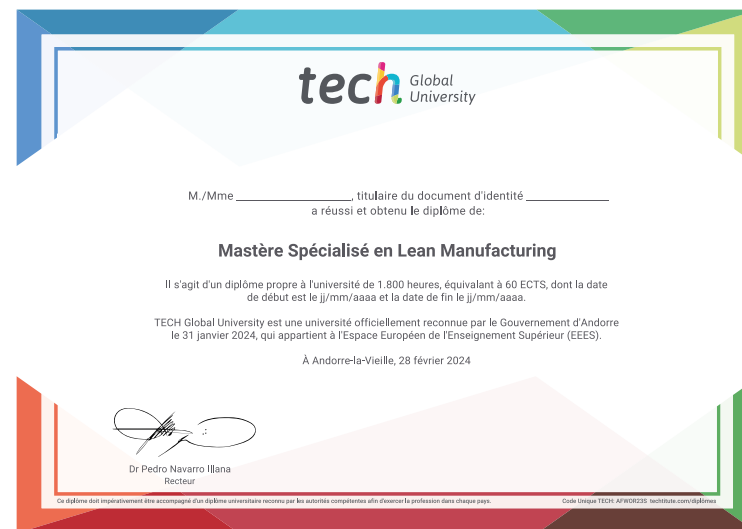 tech Global
University
M./Mme ____________________, titulaire du document d'identité ______________
a réussi et obtenu le diplôme de:
Mastère Spécialisé en Lean Manufacturing
Il s'agit d'un diplôme propre à l'université de 1.800 heures, équivalant à 60 ECTS, dont la date
de début est le jj/mm/aaaa et la date de fin le jj/mm/aaaa.
TECH Global University est une université officiellement reconnue par le Gouvernement d'Andorre
le 31 janvier 2024, qui appartient à l'Espace Européen de l'Enseignement Supérieur (EEES).
À Andorre-la-Vieille, 28 février 2024
Dr Pedro Navarro Illana
Recteur
Ce diplôme doit impérativement être accompagné d'un diplôme universitaire reconnu par les autorités compétentes afin d'exercer la profession dans chaque pays. Code Unique TECH: AFWOR23S techtitute.com/diplômes